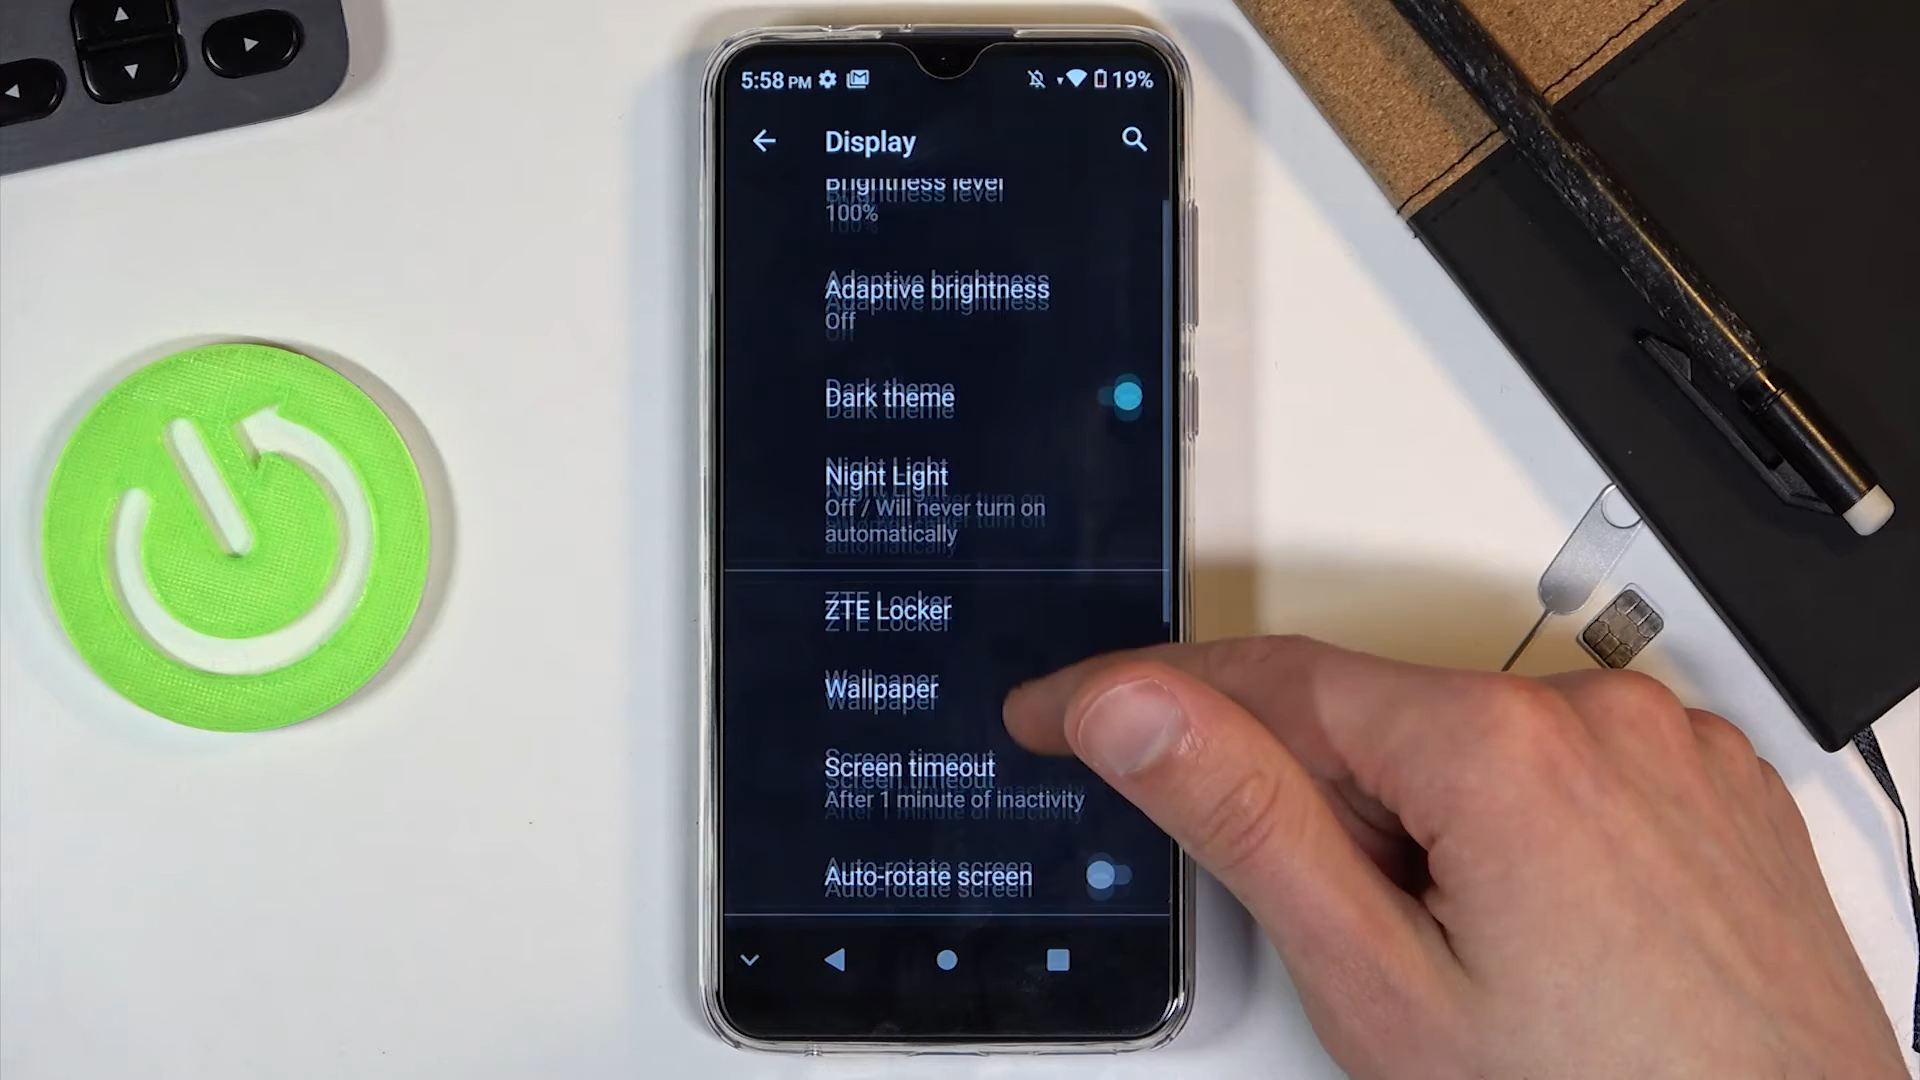 5:58 PM 19%
Display
Brightness level
100%
Adaptive brightness
Off
Dark theme
Night Light
Off / Will never turn on
automatically
ZTE Locker
Wallpaper
Screen timeout
After 1 minute of inactivity
Auto-rotate screen